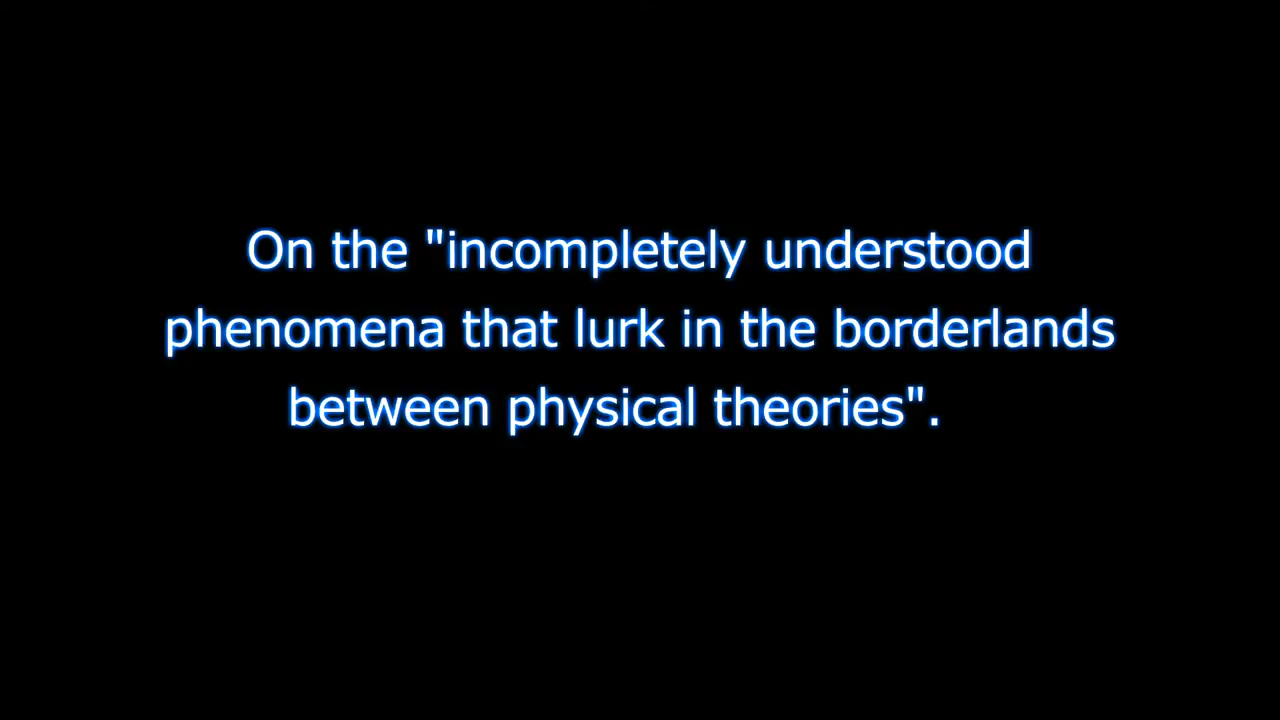 On the "incompletely understood
phenomena that lurk in the borderlands
between physical theories".